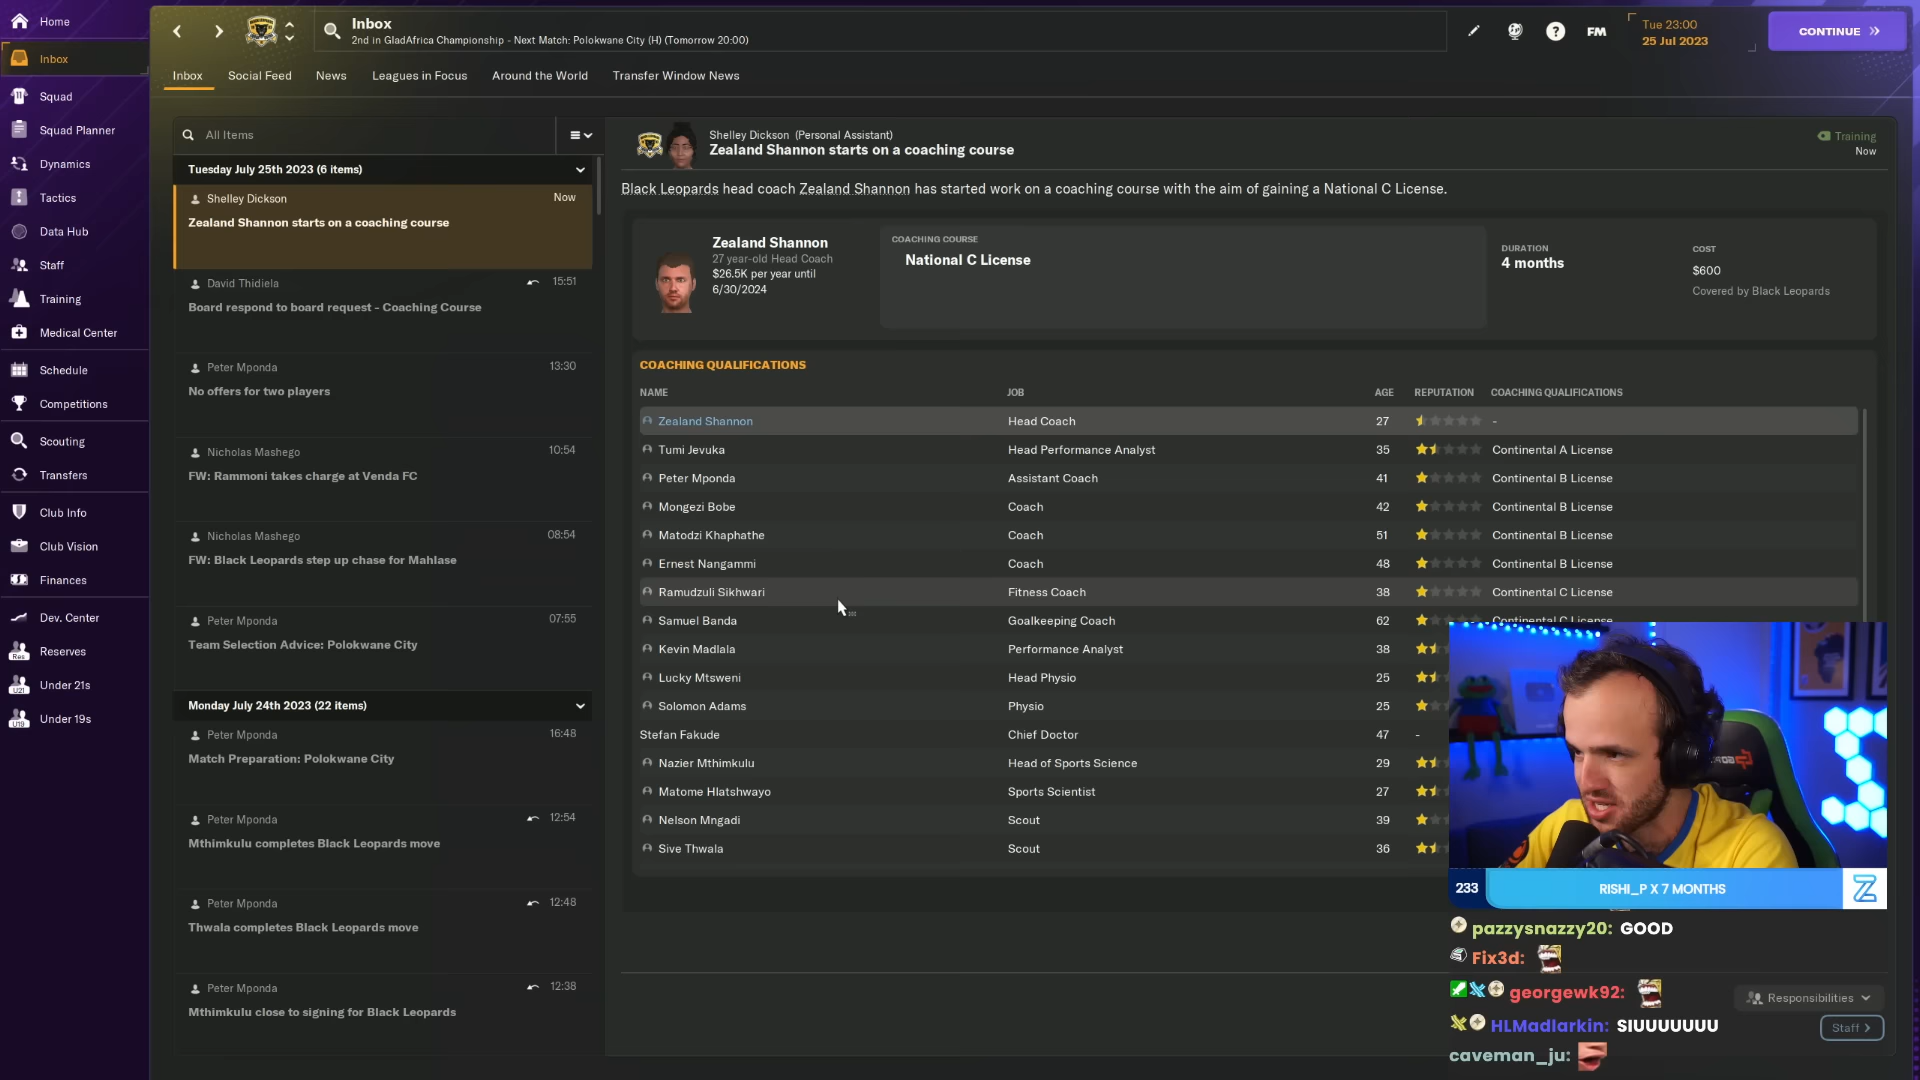 Home
Inbox
Squad
Squad Planner
Dynamics
Tactics
Data Hub
Staff
Training
Medical Center
Schedule
Competitions
Scouting
Transfers
Club Info
Club Vision
Finances
Dev. Center
Reserves
Under 21s
Under 19s
Inbox
2nd in GladAfrica Championship - Next Match: Polokwane City (H) (Tomorrow 20:00)
FM
Tue 23:00
25 Jul 2023
CONTINUE
Inbox Social Feed News Leagues in Focus Around the World Transfer Window News
All Items
Tuesday July 25th 2023 (6 items)
Shelley Dickson Now
Zealand Shannon starts on a coaching course
David Thidiela 15:51
Board respond to board request - Coaching Course
Peter Mponda 13:30
No offers for two players
Nicholas Mashego 10:54
FW: Rammoni takes charge at Venda FC
Nicholas Mashego 08:54
FW: Black Leopards step up chase for Mahlase
Peter Mponda 07:55
Team Selection Advice: Polokwane City
Monday July 24th 2023 (22 items)
Peter Mponda 16:48
Match Preparation: Polokwane City
Peter Mponda 12:54
Mthimkulu completes Black Leopards move
Peter Mponda 12:48
Thwala completes Black Leopards move
Peter Mponda 12:38
Mthimkulu close to signing for Black Leopards
Shelley Dickson (Personal Assistant)
Zealand Shannon starts on a coaching course
Training
Now
Black Leopards head coach Zealand Shannon has started work on a coaching course with the aim of gaining a National C License.
Zealand Shannon
27 year-old Head Coach
$26.5K per year until
6/30/2024
COACHING COURSE
National C License
DURATION
4 months
COST
$600
Covered by Black Leopards
COACHING QUALIFICATIONS
NAME JOB AGE REPUTATION COACHING QUALIFICATIONS
Zealand Shannon Head Coach 27 -
Tumi Jevuka Head Performance Analyst 35 Continental A License
Peter Mponda Assistant Coach 41 Continental B License
Mongezi Bobe Coach 42 Continental B License
Matodzi Khaphathe Coach 51 Continental B License
Ernest Nangammi Coach 48 Continental B License
Ramudzuli Sikhwari Fitness Coach 38 Continental C License
Samuel Banda Goalkeeping Coach 62 Continental C License
Kevin Madlala Performance Analyst 38
Lucky Mtsweni Head Physio 25
Solomon Adams Physio 25
Stefan Fakude Chief Doctor 47 -
Nazier Mthimkulu Head of Sports Science 29
Matome Hlatshwayo Sports Scientist 27
Nelson Mngadi Scout 39
Sive Thwala Scout 36
233 RISHI_P X 7 MONTHS Z
pazzysnazzy20: GOOD
Fix3d:
georgewk92:
HLMadlarkin: SIUUUUUUU
caveman_ju:
Responsibilities
Staff